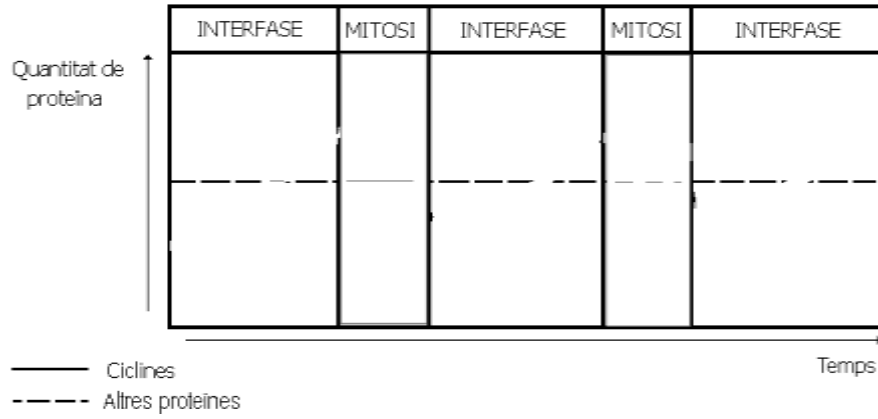 INTERFASE MITOSI INTERFASE MITOSI INTERFASE
Quantitat de
proteïna
Temps
Ciclines
Altres proteïnes